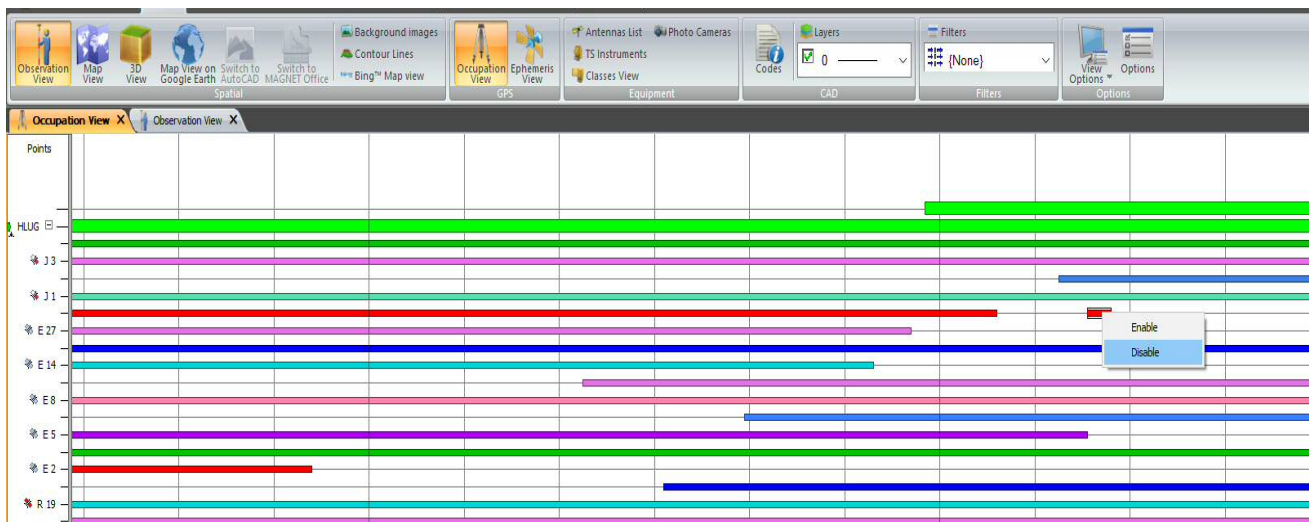 Observation View
Map View
3D View
Map View on Google Earth
Switch to AutoCAD
Switch to MAGNET Office
Background images
Contour Lines
Bing™ Map view
Spatial
Occupation View
Ephemeris View
GPS
Antennas List
Photo Cameras
TS Instruments
Classes View
Equipment
Codes
Layers
0
CAD
Filters
{None}
Filters
View Options
Options
Options
Occupation View X
Observation View X
Points
HLUG
J 3
J 1
E 27
Enable
Disable
E 14
E 8
E 5
E 2
R 19